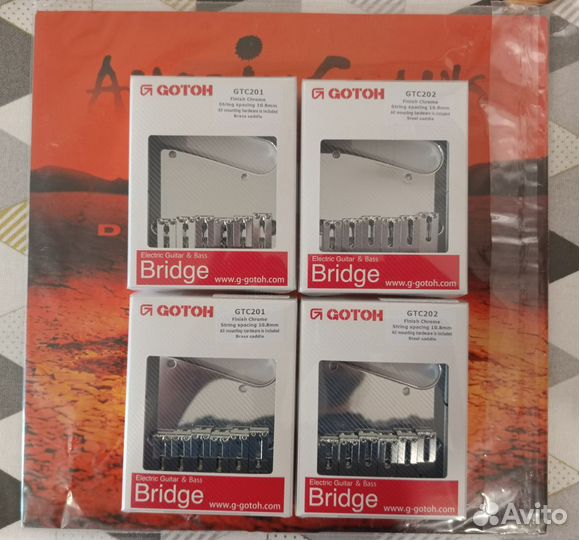 GOTOH
GTC201
Finish Chrome
String spacing 10.8mm
All mounting hardware is included
Brass saddle
Electric Guitar & Bass
Bridge
www.g-gotoh.com
GOTOH
GTC202
Finish Chrome
String spacing 10.8mm
All mounting hardware is included
Steel saddle
Electric Guitar & Bass
Bridge
www.g-gotoh.com
GOTOH
GTC201
Finish Chrome
String spacing 10.8mm
All mounting hardware is included
Brass saddle
Electric Guitar & Bass
Bridge
www.g-gotoh.com
GOTOH
GTC202
Finish Chrome
String spacing 10.8mm
All mounting hardware is included
Steel saddle
Electric Guitar & Bass
Bridge
www.g-gotoh.com
Avito